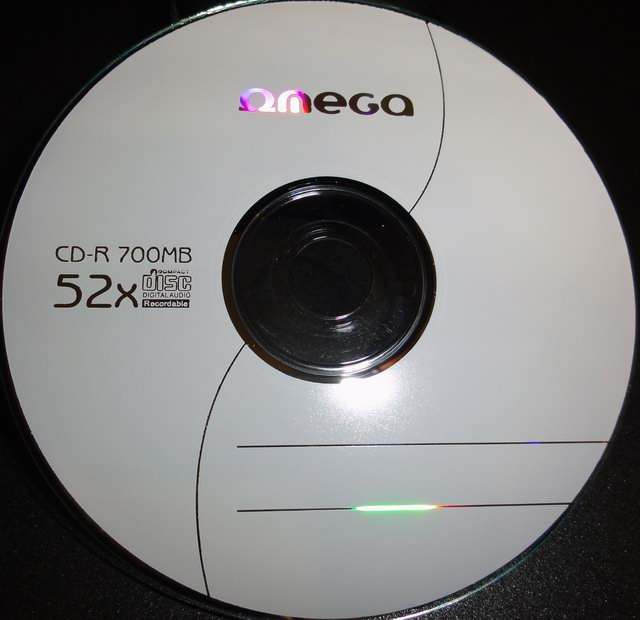 Ωmega
CD-R 700MB
52x
COMPACT
disc
DIGITAL AUDIO
Recordable